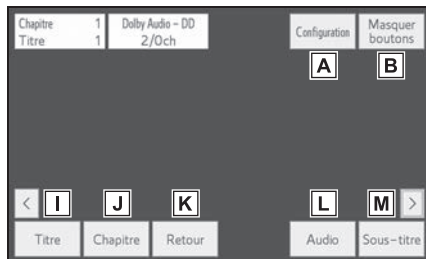 Chapitre 1
Titre 1
Dolby Audio – DD
2/0ch
Configuration
Masquer
boutons
A
B
<
I
J
K
L
M
>
Titre
Chapitre
Retour
Audio
Sous-titre